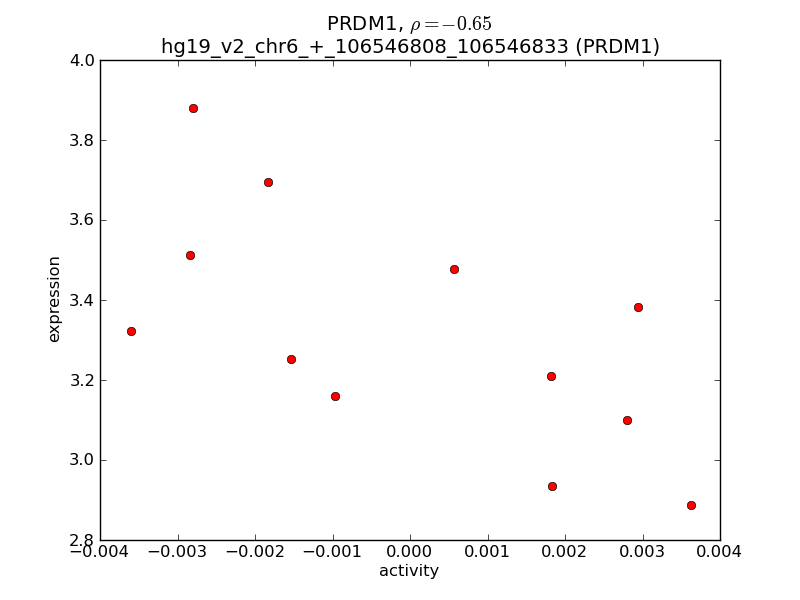 PRDM1, ρ = −0.65
hg19_v2_chr6_+_106546808_106546833 (PRDM1)
4.0
3.8
3.6
3.4
3.2
3.0
2.8
expression
−0.004 −0.003 −0.002 −0.001 0.000 0.001 0.002 0.003 0.004
activity